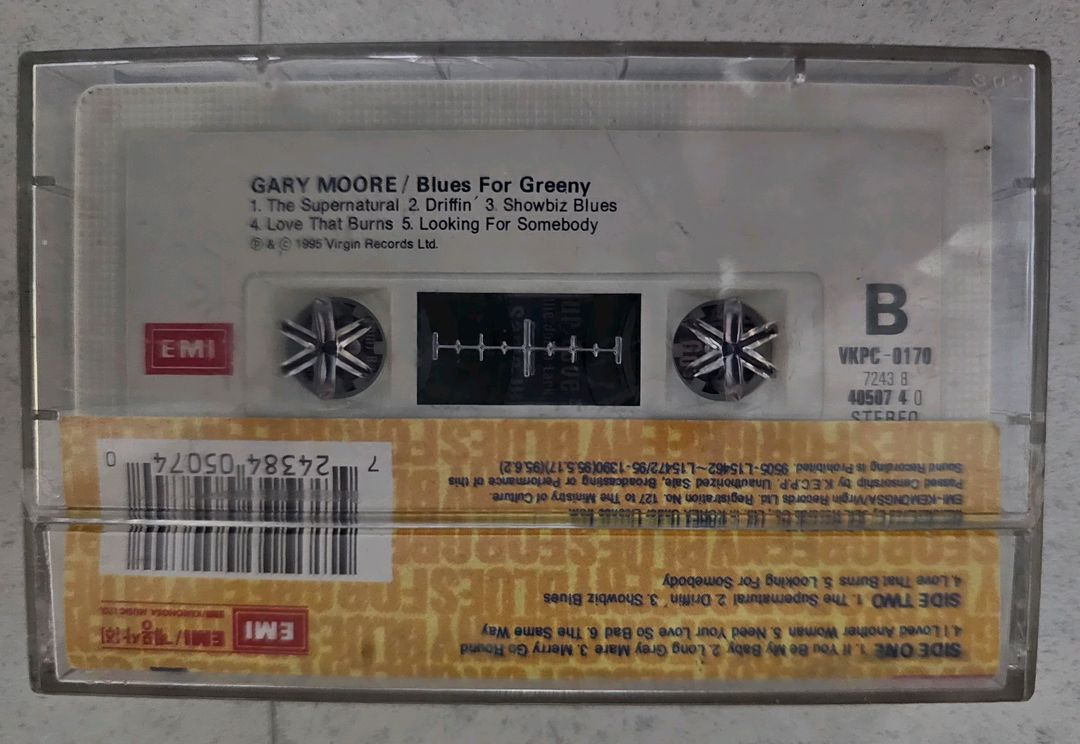 GARY MOORE / Blues For Greeny
1. The Supernatural 2. Driffin´ 3. Showbiz Blues
4. Love That Burns 5. Looking For Somebody
Ⓟ & © 1995 Virgin Records Ltd.
EMI
B
VKPC-0170
7243 8
40507 4 0
STEREO
SIDE ONE 1. If You Be My Baby 2. Long Grey Mare 3. Merry Go Round
4. I Loved Another Woman 5. Need Your Love So Bad 6. The Same Way
SIDE TWO 1. The Supernatural 2. Driffin´ 3. Showbiz Blues
4. Love That Burns 5. Looking For Somebody
EMI
EMI/계몽사(주)
EMI-KEMONGSA/Virgin Records Ltd. Registration No. 127 to The Ministry of Culture.
Passed Censorship by K.E.C.P.P. Unauthorized Sale, Broadcasting or Performance of this
Sound Recording is Prohibited. 9505-L15462~L15472/95-1390(95.5.17)(95.6.2)
7 24384 05074 0